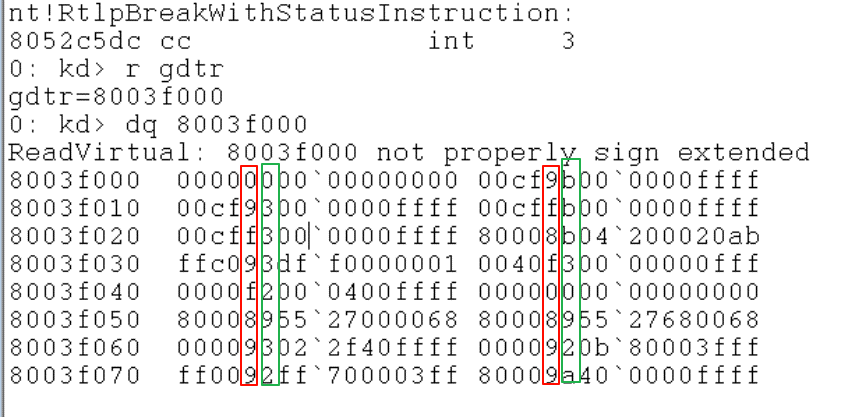 nt!RtlpBreakWithStatusInstruction:
8052c5dc cc              int     3
0: kd> r gdtr
gdtr=8003f000
0: kd> dq 8003f000
ReadVirtual: 8003f000 not properly sign extended
8003f000  00000000`00000000 00cf9b00`0000ffff
8003f010  00cf9300`0000ffff 00cffb00`0000ffff
8003f020  00cff300`0000ffff 80008b04`200020ab
8003f030  ffc093df`f0000001 0040f300`00000fff
8003f040  0000f200`0400ffff 00000000`00000000
8003f050  80008955`27000068 80008955`27680068
8003f060  00009302`2f40ffff 0000920b`80003fff
8003f070  ff0092ff`700003ff 80009a40`0000ffff